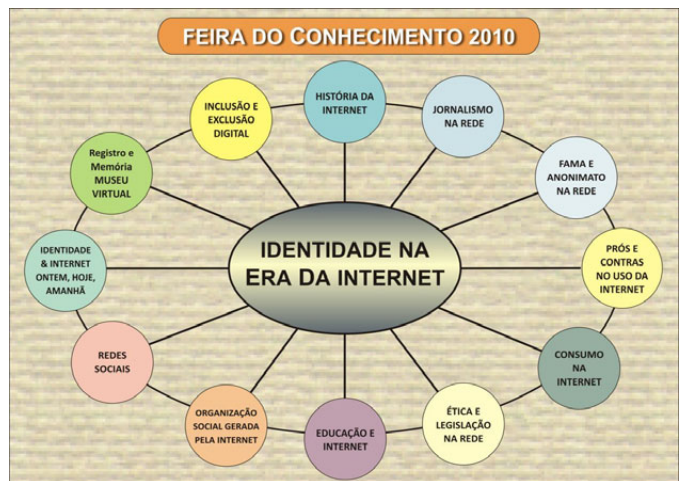 FEIRA DO CONHECIMENTO 2010
HISTÓRIA DA
INTERNET
JORNALISMO
NA REDE
FAMA E
ANONIMATO
NA REDE
PRÓS E
CONTRAS
NO USO DA
INTERNET
CONSUMO
NA
INTERNET
ÉTICA E
LEGISLAÇÃO
NA REDE
EDUCAÇÃO E
INTERNET
ORGANIZAÇÃO
SOCIAL GERADA
PELA INTERNET
REDES
SOCIAIS
IDENTIDADE
& INTERNET
ONTEM, HOJE,
AMANHÃ
Registro e
Memória
MUSEU
VIRTUAL
INCLUSÃO E
EXCLUSÃO
DIGITAL
IDENTIDADE NA
ERA DA INTERNET